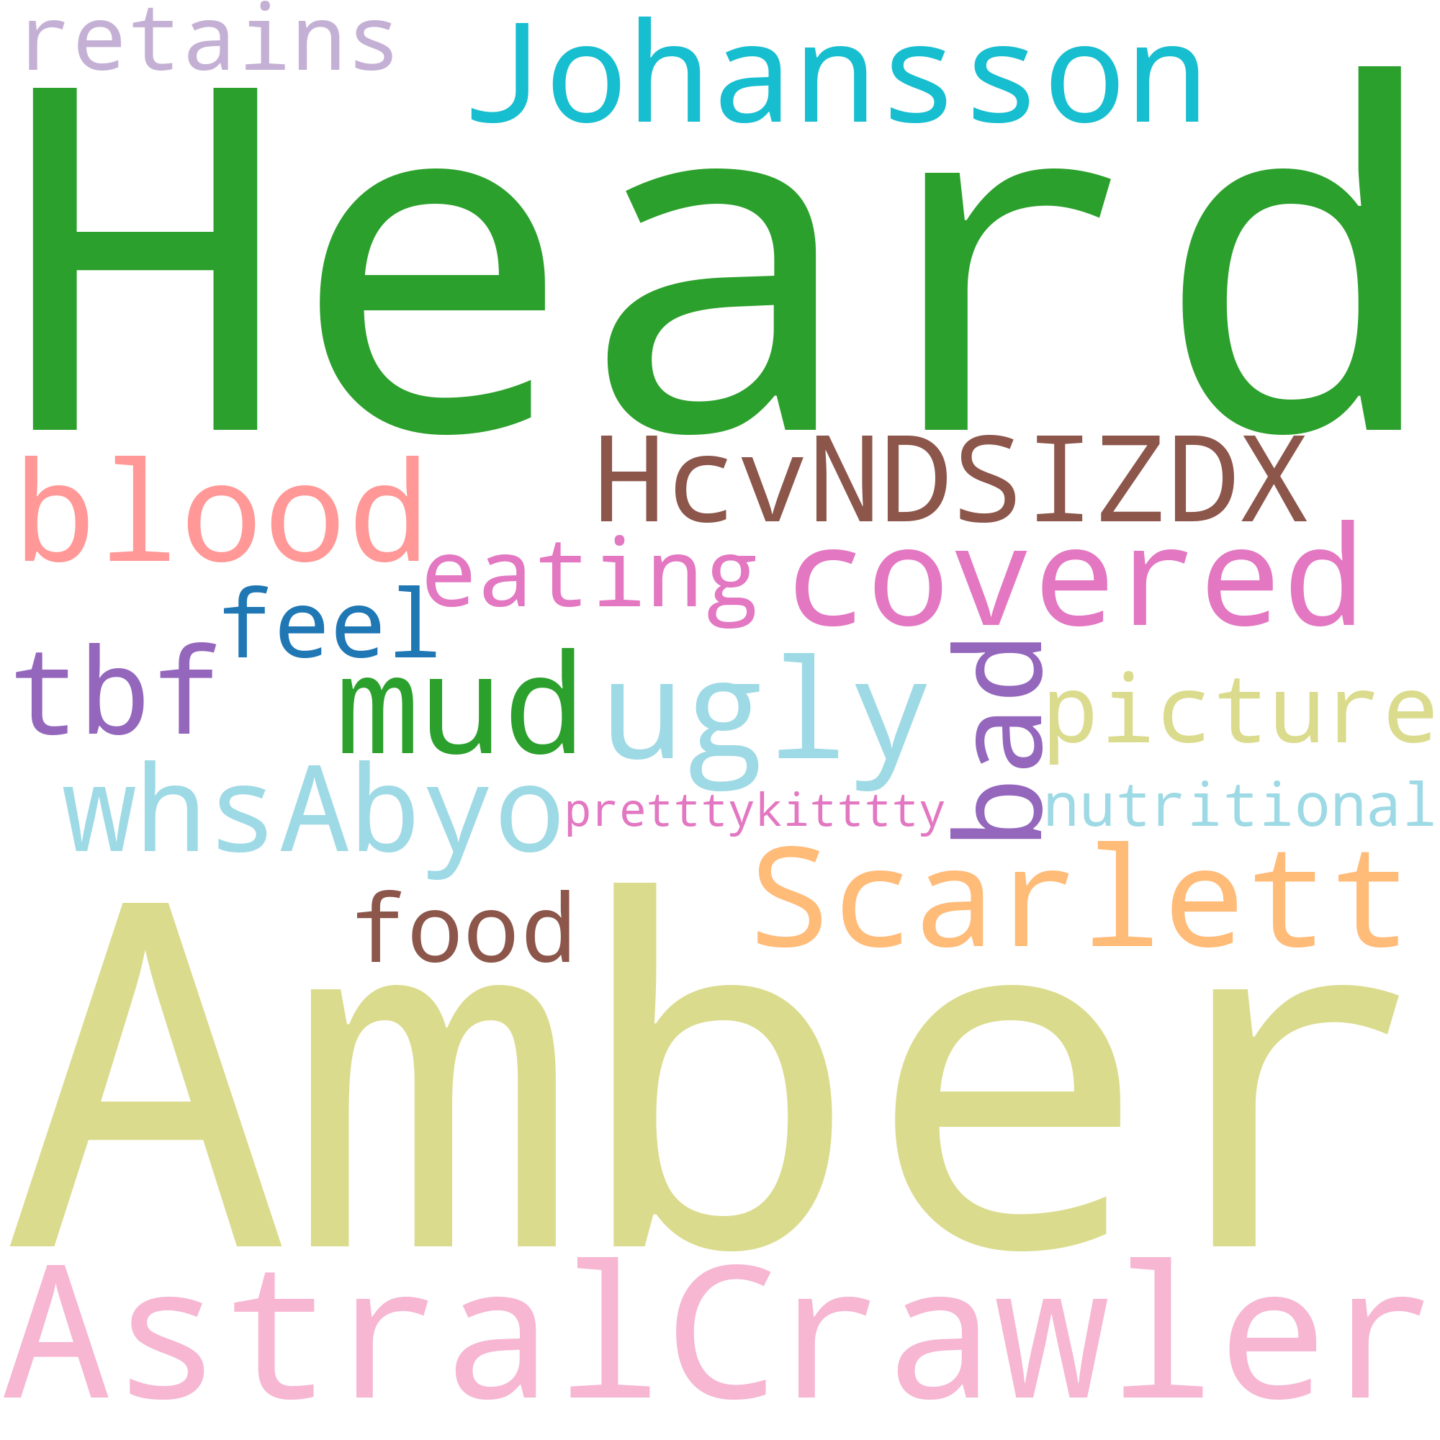 retains
Johansson
Heard
blood
HcvNDSIZDX
eating
covered
feel
tbf
mud
ugly
bad
picture
whsAbyo
pretttykittttty
nutritional
food
Scarlett
Amber
AstralCrawler